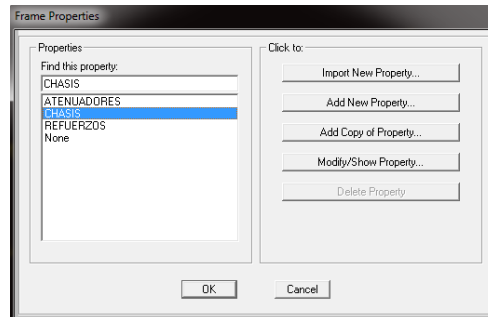 Frame Properties
Properties
Find this property:
CHASIS
ATENUADORES
CHASIS
REFUERZOS
None
Click to:
Import New Property...
Add New Property...
Add Copy of Property...
Modify/Show Property...
Delete Property
OK
Cancel